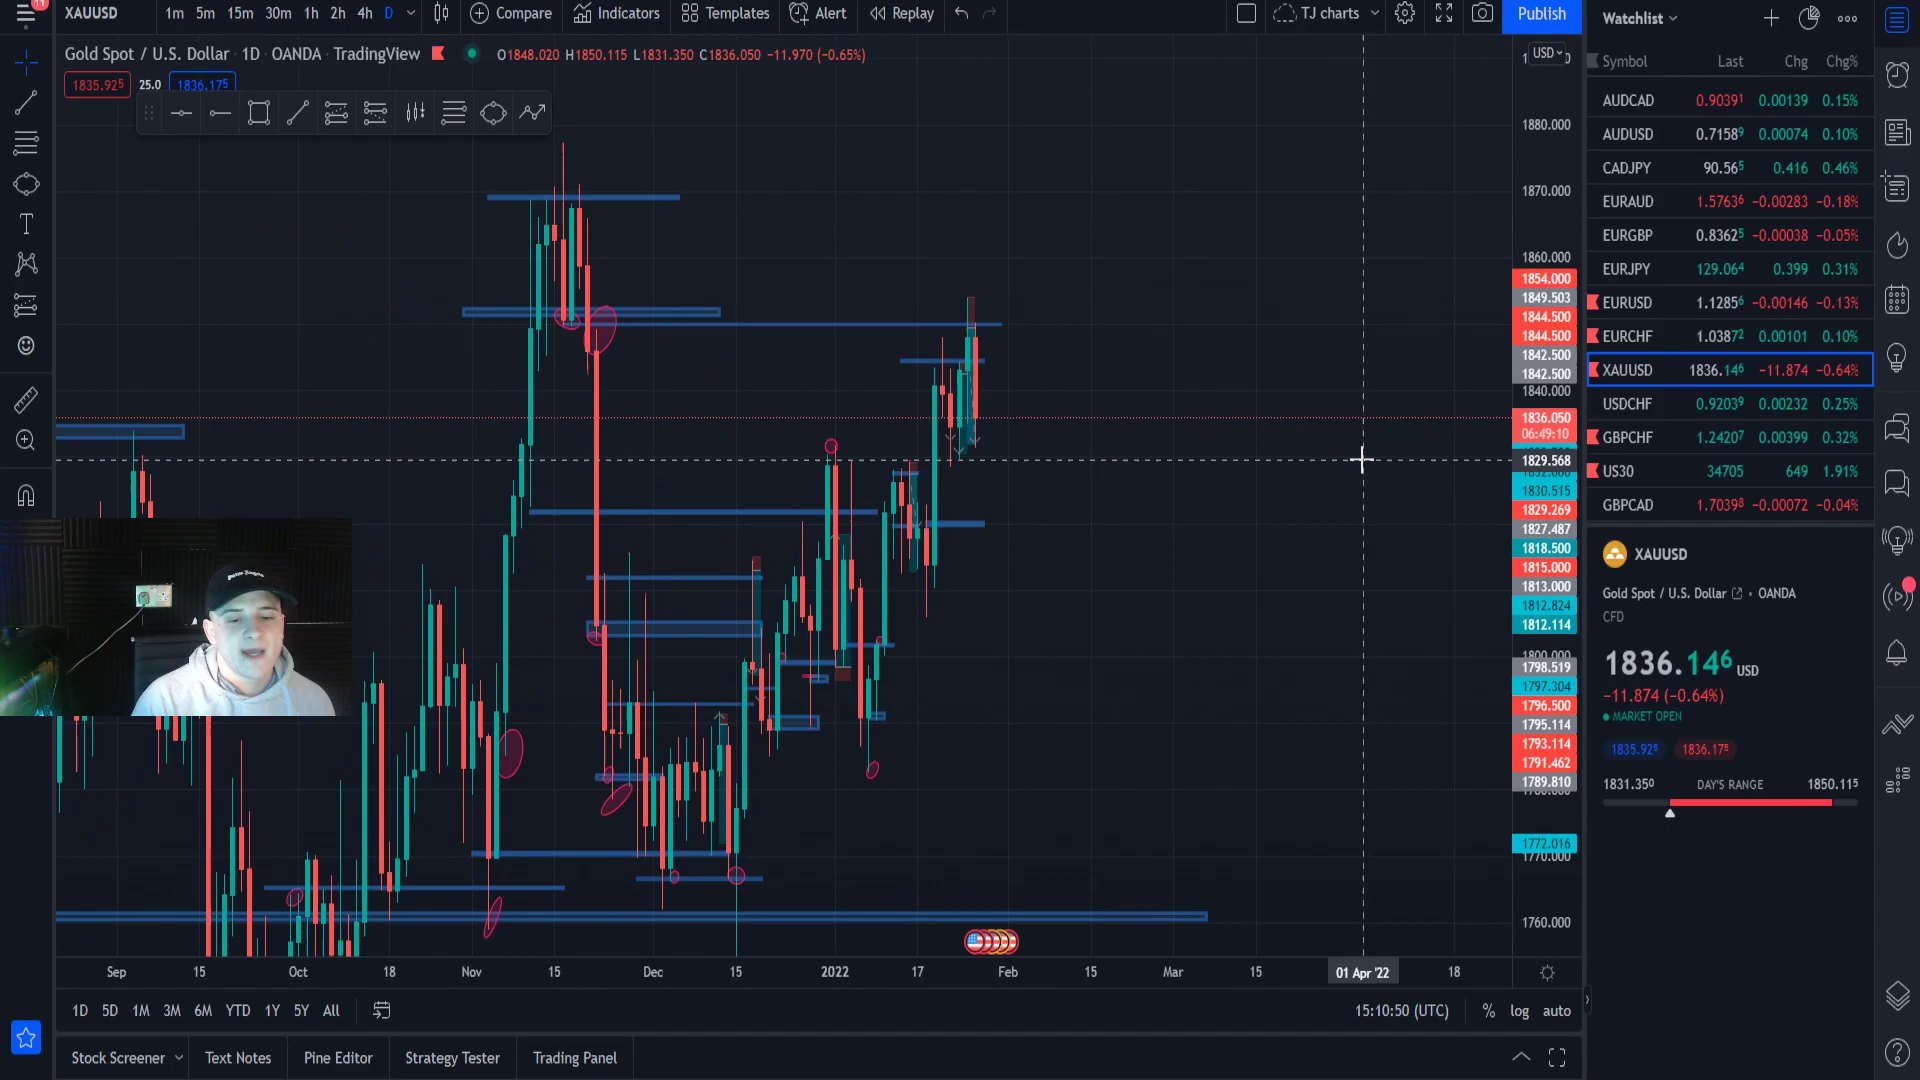 11
XAUUSD 1m 5m 15m 30m 1h 2h 4h D Compare Indicators Templates Alert Replay TJ charts Publish
Gold Spot / U.S. Dollar · 1D · OANDA · TradingView O1848.020 H1850.115 L1831.350 C1836.050 −11.970 (−0.65%)
1835.925 25.0 1836.175
USD
1880.000
1870.000
1860.000
1854.000
1849.503
1844.500
1844.500
1842.500
1842.500
1840.000
1836.050
06:49:10
1829.568
1830.515
1829.269
1827.487
1818.500
1815.000
1813.000
1812.824
1812.114
1800.000
1798.519
1797.304
1796.500
1795.114
1793.114
1791.462
1789.810
1780.000
1772.016
1770.000
1760.000
Sep 15 Oct 18 Nov 15 Dec 15 2022 17 Feb 15 Mar 15 01 Apr '22 18
1D 5D 1M 3M 6M YTD 1Y 5Y All 15:10:50 (UTC) % log auto
Stock Screener Text Notes Pine Editor Strategy Tester Trading Panel
Watchlist
Symbol Last Chg Chg%
AUDCAD 0.90391 0.00139 0.15%
AUDUSD 0.71589 0.00074 0.10%
CADJPY 90.565 0.416 0.46%
EURAUD 1.57636 −0.00283 −0.18%
EURGBP 0.83625 −0.00038 −0.05%
EURJPY 129.064 0.399 0.31%
EURUSD 1.12856 −0.00146 −0.13%
EURCHF 1.03872 0.00101 0.10%
XAUUSD 1836.146 −11.874 −0.64%
USDCHF 0.92039 0.00232 0.25%
GBPCHF 1.24207 0.00399 0.32%
US30 34705 649 1.91%
GBPCAD 1.70398 −0.00072 −0.04%
XAUUSD
Gold Spot / U.S. Dollar · OANDA
CFD
1836.146 USD
−11.874 (−0.64%)
MARKET OPEN
1835.925 1836.175
1831.350 DAY'S RANGE 1850.115